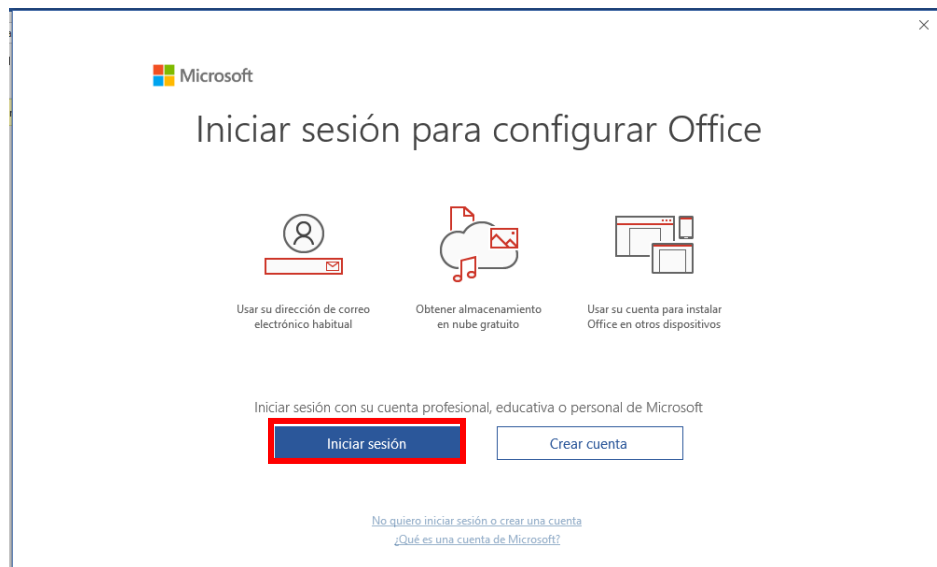 Microsoft
Iniciar sesión para configurar Office
Usar su dirección de correo
electrónico habitual
Obtener almacenamiento
en nube gratuito
Usar su cuenta para instalar
Office en otros dispositivos
Iniciar sesión con su cuenta profesional, educativa o personal de Microsoft
Iniciar sesión
Crear cuenta
No quiero iniciar sesión o crear una cuenta
¿Qué es una cuenta de Microsoft?